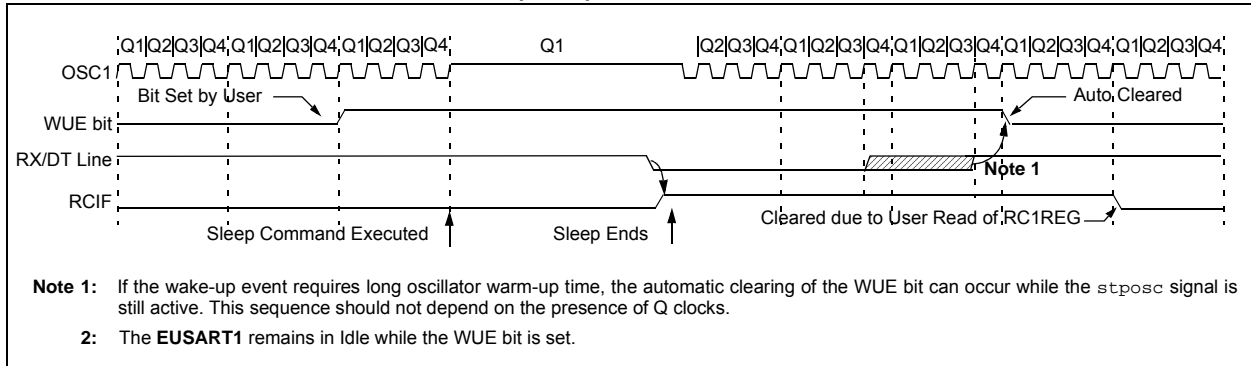 Q1|Q2|Q3|Q4 Q1|Q2|Q3|Q4 Q1|Q2|Q3|Q4 Q1 |Q2|Q3|Q4 Q1|Q2|Q3|Q4 Q1|Q2|Q3|Q4 Q1|Q2|Q3|Q4 Q1|Q2|Q3|Q4
OSC1
Bit Set by User Auto Cleared
WUE bit
RX/DT Line
Note 1
RCIF
Cleared due to User Read of RC1REG
Sleep Command Executed Sleep Ends
Note 1: If the wake-up event requires long oscillator warm-up time, the automatic clearing of the WUE bit can occur while the stposc signal is
still active. This sequence should not depend on the presence of Q clocks.
2: The EUSART1 remains in Idle while the WUE bit is set.